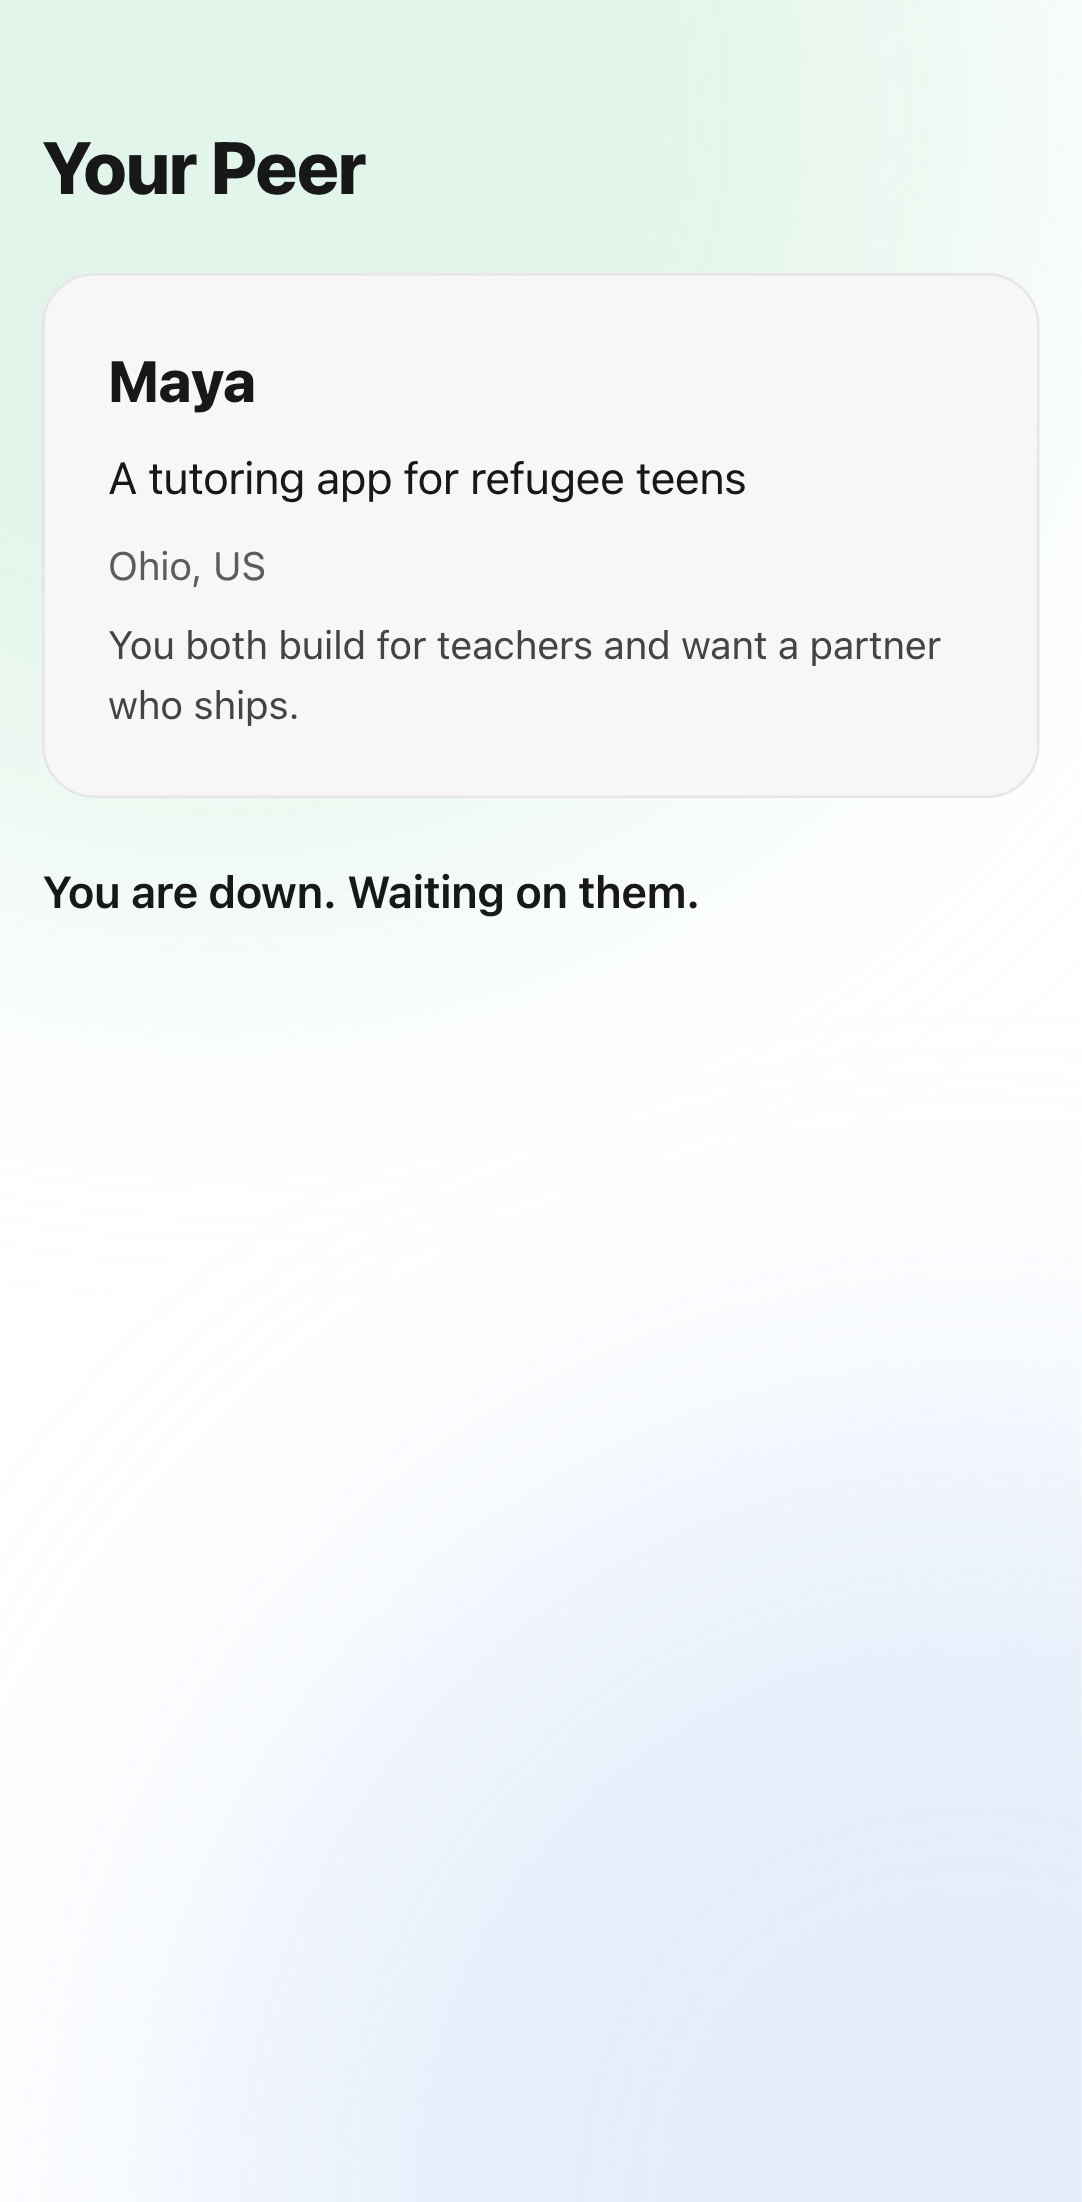 Your Peer
Maya
A tutoring app for refugee teens
Ohio, US
You both build for teachers and want a partner
who ships.
You are down. Waiting on them.